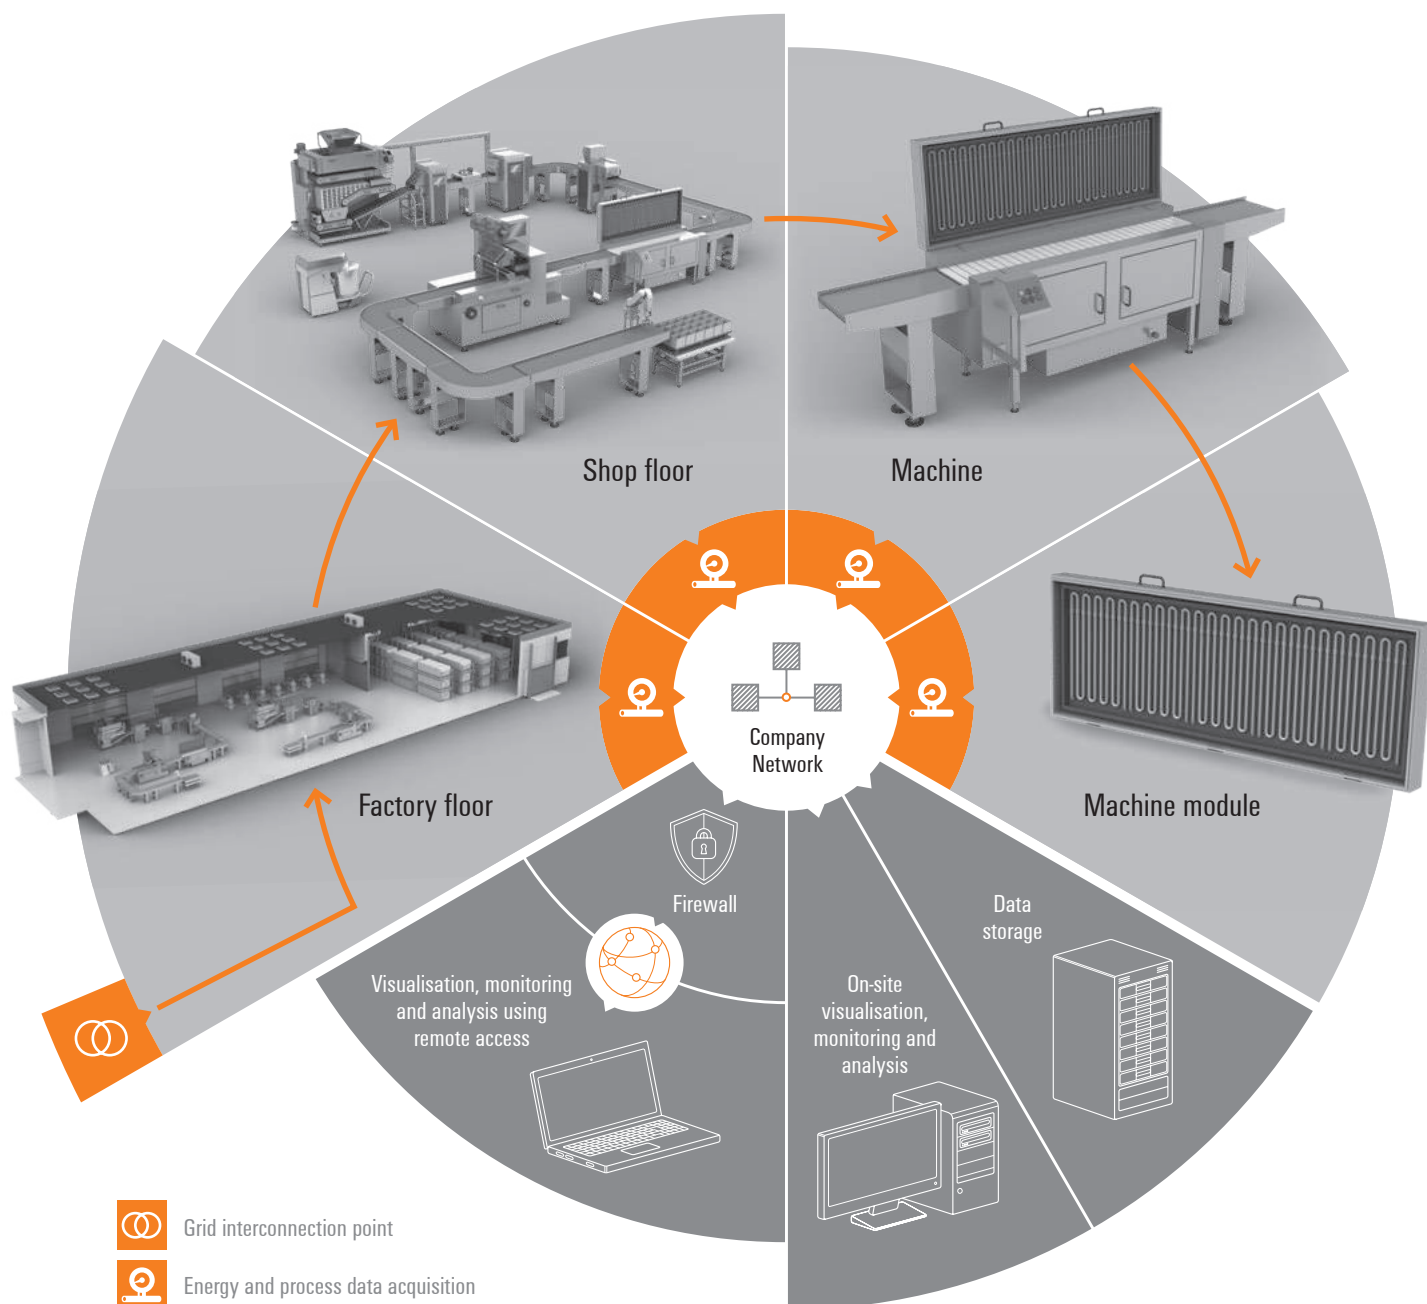 Shop floor
Machine
Company
Network
Factory floor
Machine module
Firewall
Data
storage
Visualisation, monitoring
and analysis using
remote access
On-site
visualisation,
monitoring and
analysis
Grid interconnection point
Energy and process data acquisition